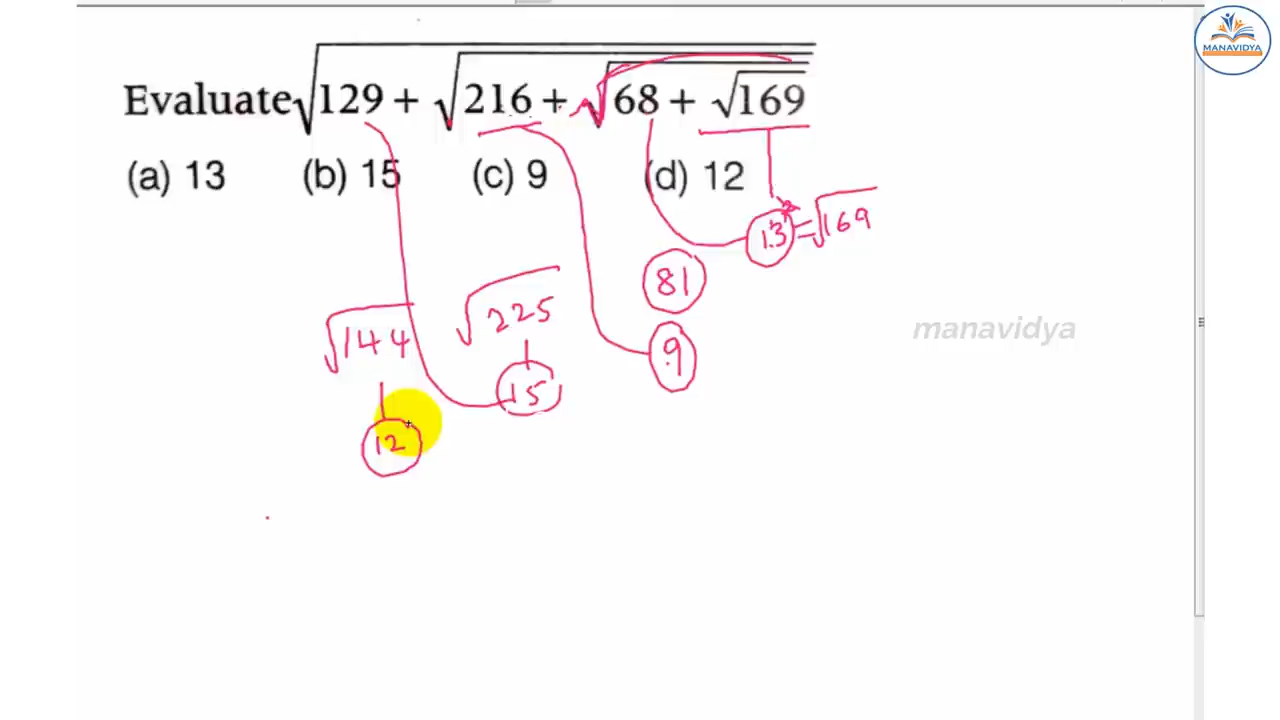 MANAVIDYA
Evaluate √129 + √216 + √68 + √169
(a) 13 (b) 15 (c) 9 (d) 12
13 = √169
81
√225
√144
9
15
12
manavidya